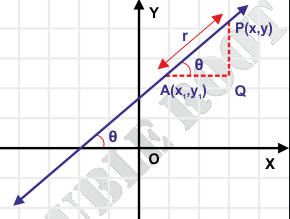 Y
r
P(x,y)
θ
A(x₁,y₁)
Q
θ
O
X